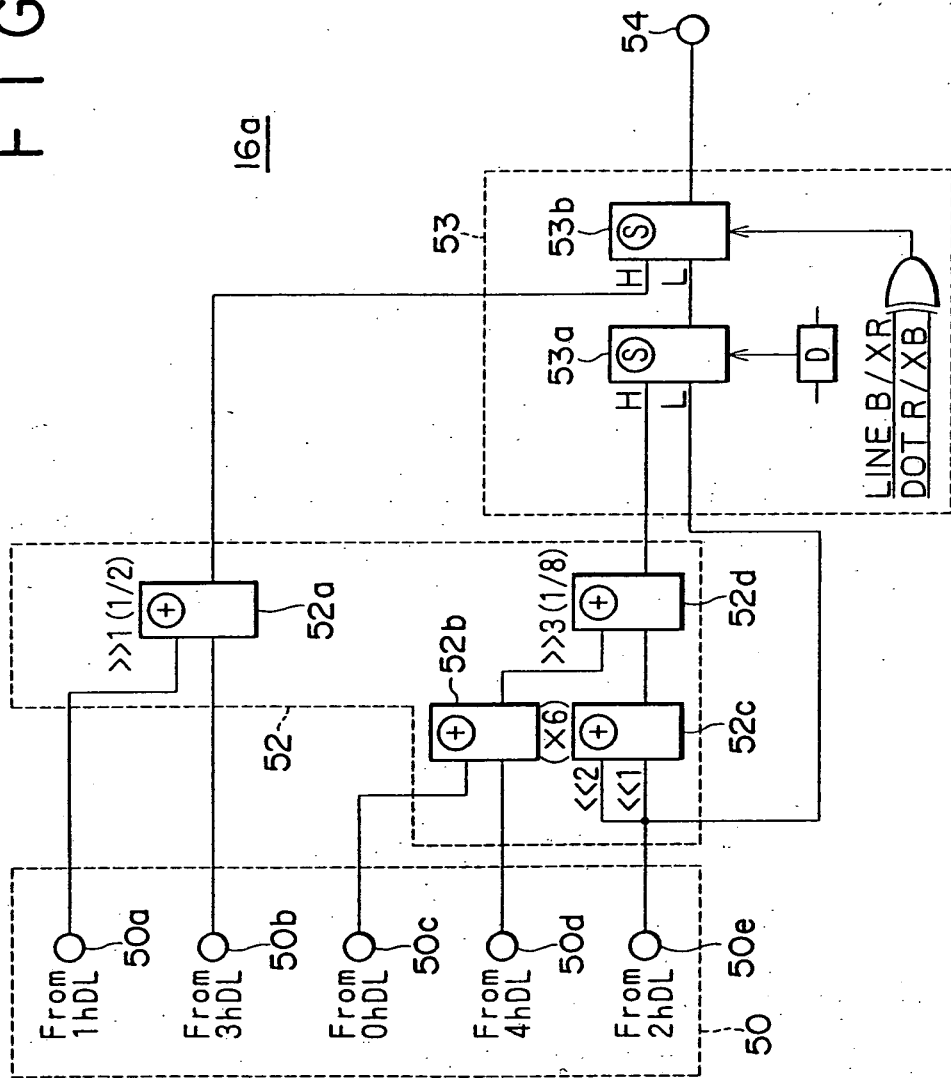 F I G
16a
54
53
53b
53a
S
S
H
L
H
L
D
LINE B/XR
DOT R/XB
>>1 (1/2)
+
52a
52b
+
>>3 (1/8)
+
52d
52
(×6)
+
52c
<<2
<<1
From
1hDL
50a
From
3hDL
50b
From
0hDL
50c
From
4hDL
50d
From
2hDL
50e
50